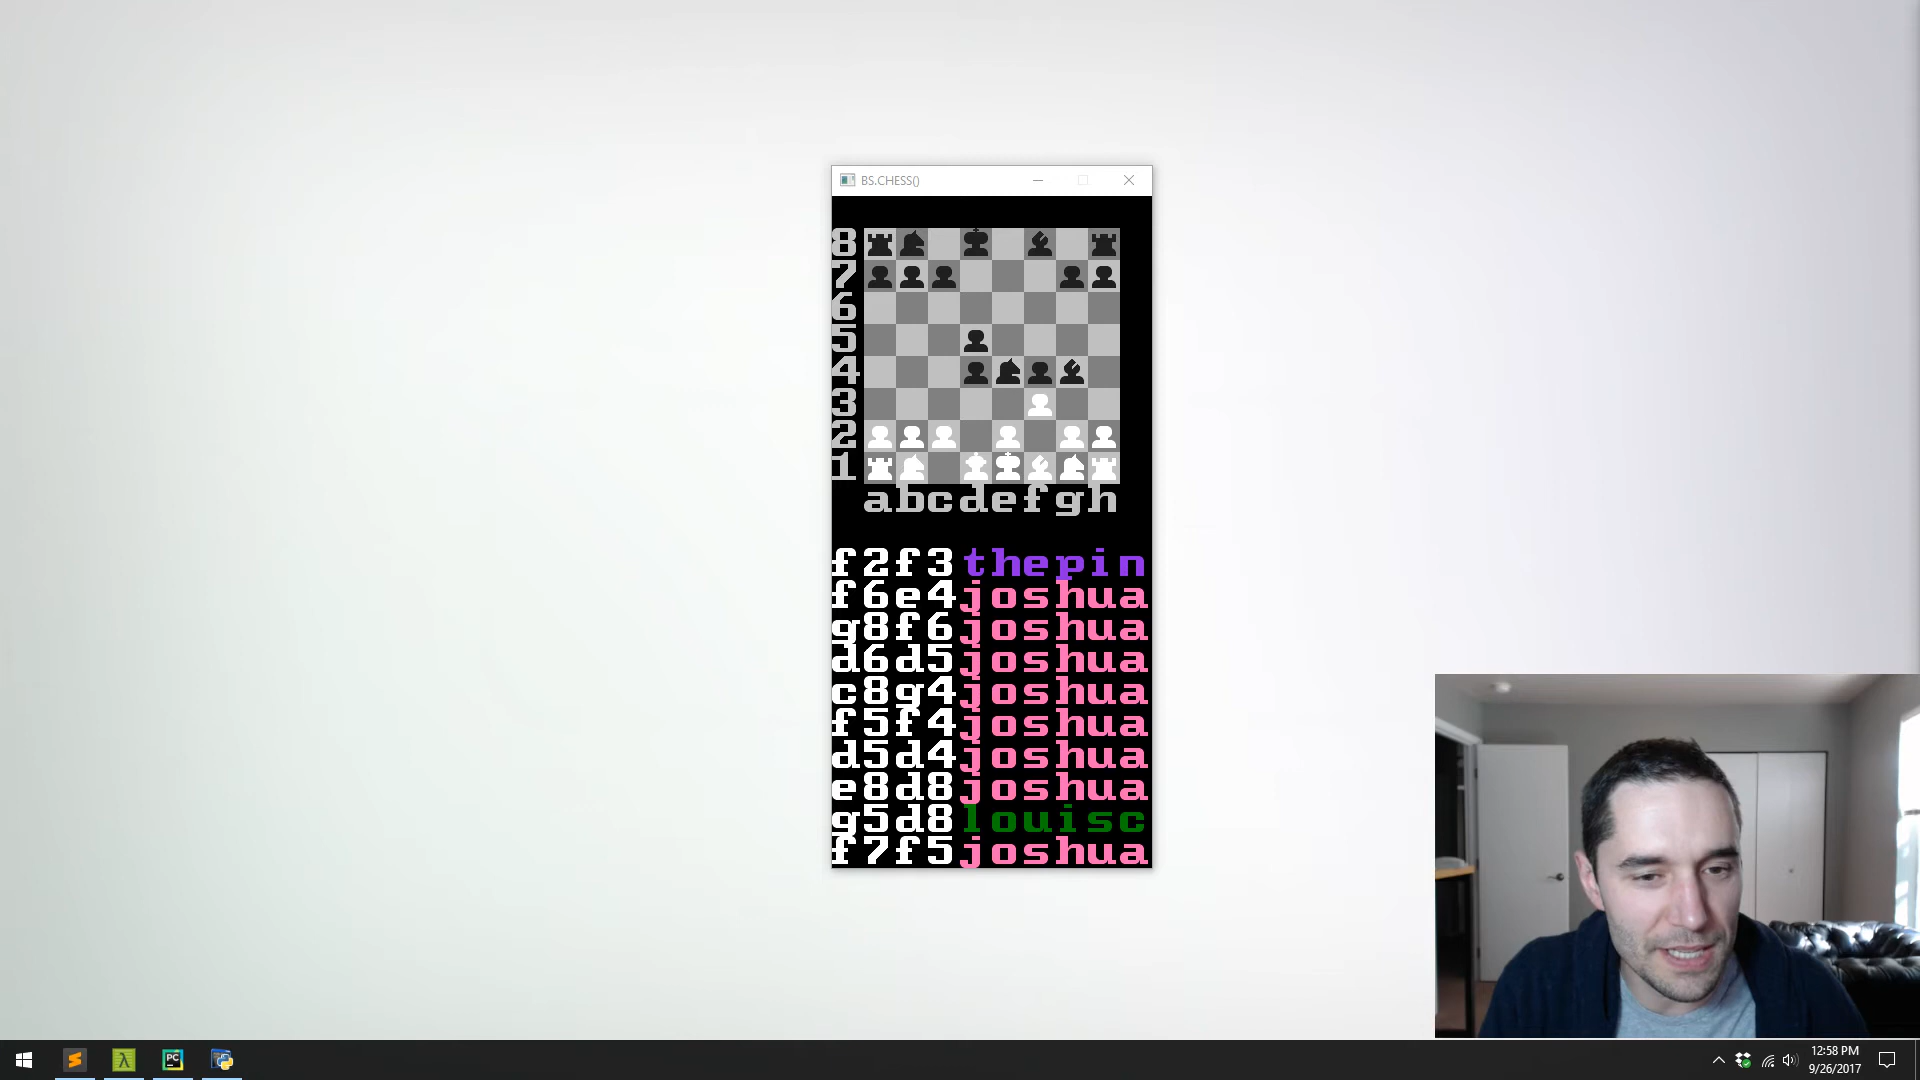 BS.CHESS()
8
7
6
5
4
3
2
1
abcdefgh
f2f3 thepin
f6e4 joshua
g8f6 joshua
d6d5 joshua
c8g4 joshua
f5f4 joshua
d5d4 joshua
e8d8 joshua
g5d8 louisc
f7f5 joshua
PC
12:58 PM
9/26/2017